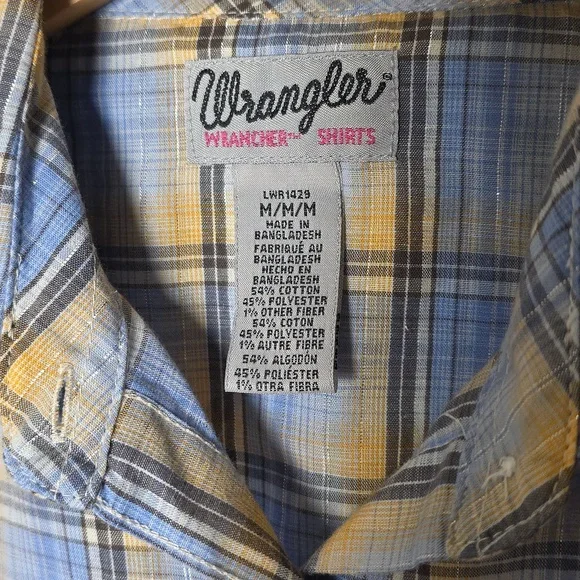 Wrangler®
WRANCHER™ SHIRTS
LWR1429
M/M/M
MADE IN
BANGLADESH
FABRIQUÉ AU
BANGLADESH
HECHO EN
BANGLADESH
54% COTTON
45% POLYESTER
1% OTHER FIBER
54% COTON
45% POLYESTER
1% AUTRE FIBRE
54% ALGODÓN
45% POLIÉSTER
1% OTRA FIBRA